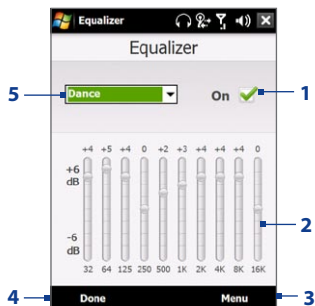 Equalizer
Equalizer
5 Dance On 1
+4 +5 +4 0 +2 +3 +4 +4 +4 0
+6
dB
2
-6
dB
32 64 125 250 500 1K 2K 4K 8K 16K
4 Done Menu 3